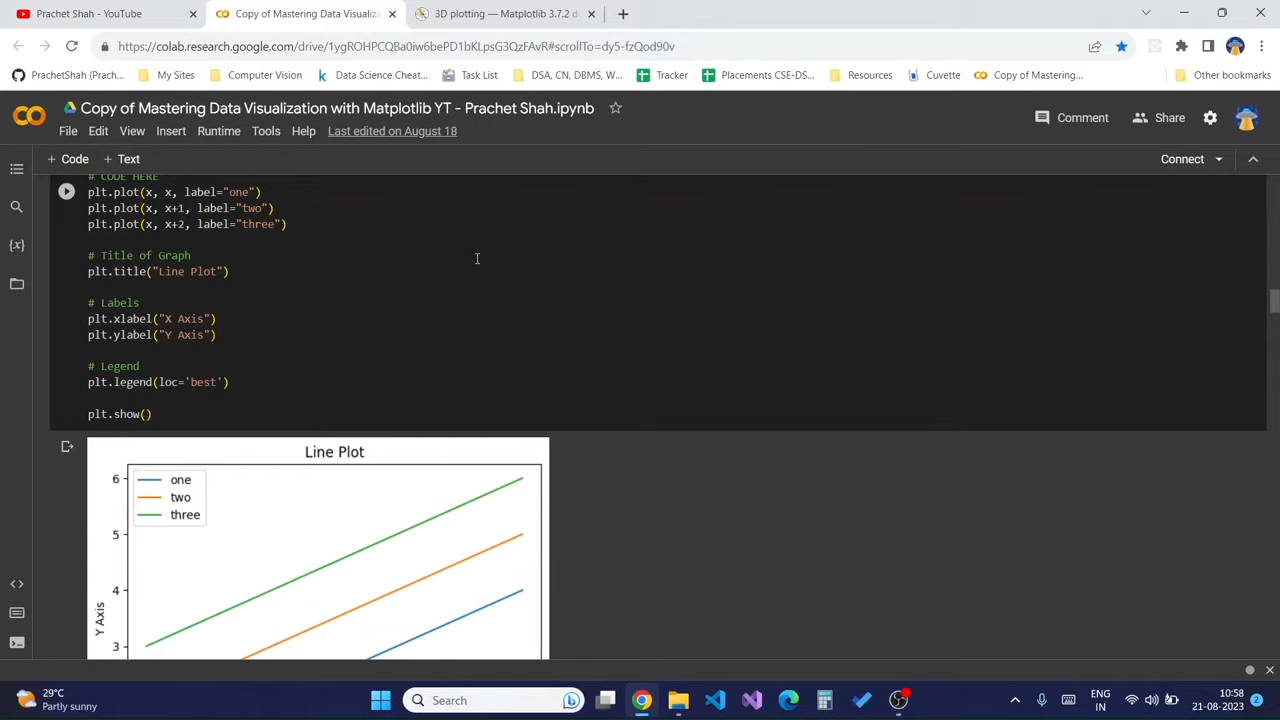 Prachet Shah - YouTube
Copy of Mastering Data Visualiza
3D plotting — Matplotlib 3.7.2 d
https://colab.research.google.com/drive/1ygROHPCQBa0iw6bePD1bKLpsG3QzFAvR#scrollTo=dy5-fzQod90v
PrachetShah (Prach...
My Sites
Computer Vision
Data Science Cheat...
Task List
DSA, CN, DBMS, W...
Tracker
Placements CSE-DS...
Resources
Cuvette
Copy of Mastering...
Other bookmarks
Copy of Mastering Data Visualization with Matplotlib YT - Prachet Shah.ipynb
Comment
Share
File Edit View Insert Runtime Tools Help Last edited on August 18
+ Code + Text
Connect
# CODE HERE
plt.plot(x, x, label="one")
plt.plot(x, x+1, label="two")
plt.plot(x, x+2, label="three")
# Title of Graph
plt.title("Line Plot")
# Labels
plt.xlabel("X Axis")
plt.ylabel("Y Axis")
# Legend
plt.legend(loc='best')
plt.show()
Line Plot
one
two
three
6
5
4
3
Y Axis
29°C
Partly sunny
Search
ENG
IN
10:58
21-08-2023
2